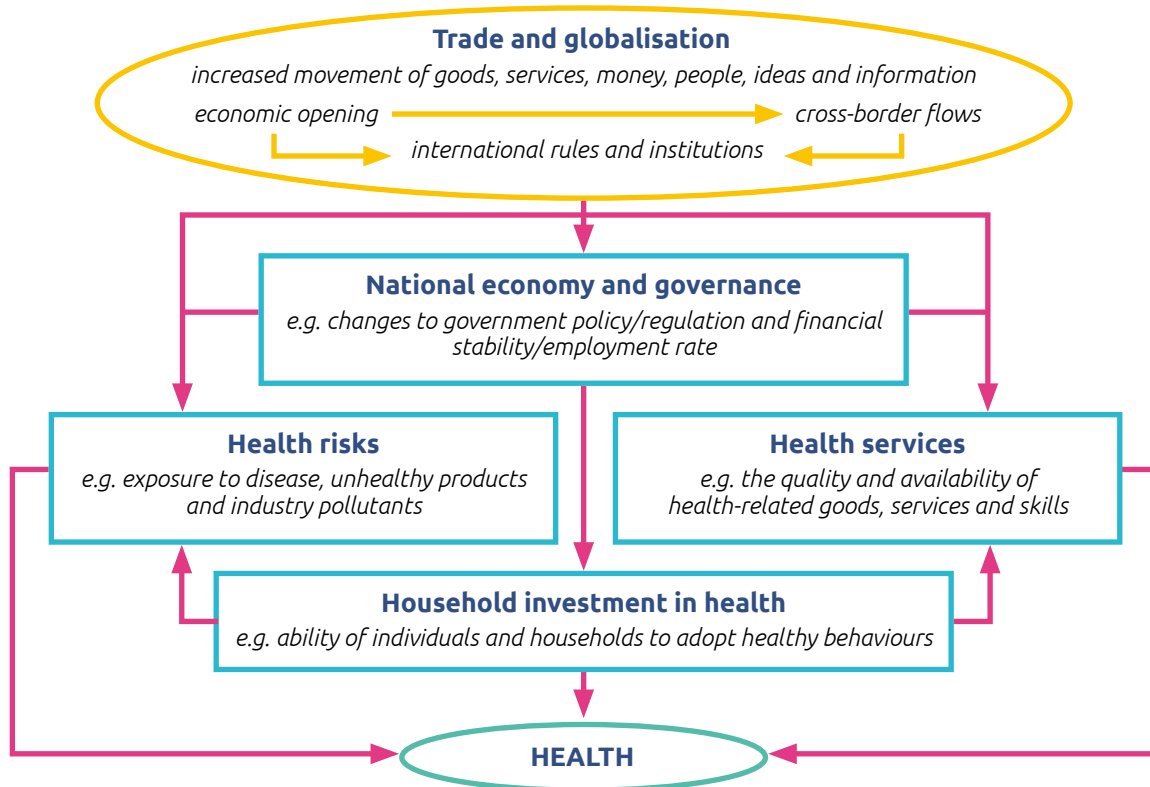 Trade and globalisation
increased movement of goods, services, money, people, ideas and information
economic opening
cross-border flows
international rules and institutions
National economy and governance
e.g. changes to government policy/regulation and financial
stability/employment rate
Health risks
e.g. exposure to disease, unhealthy products
and industry pollutants
Health services
e.g. the quality and availability of
health-related goods, services and skills
Household investment in health
e.g. ability of individuals and households to adopt healthy behaviours
HEALTH